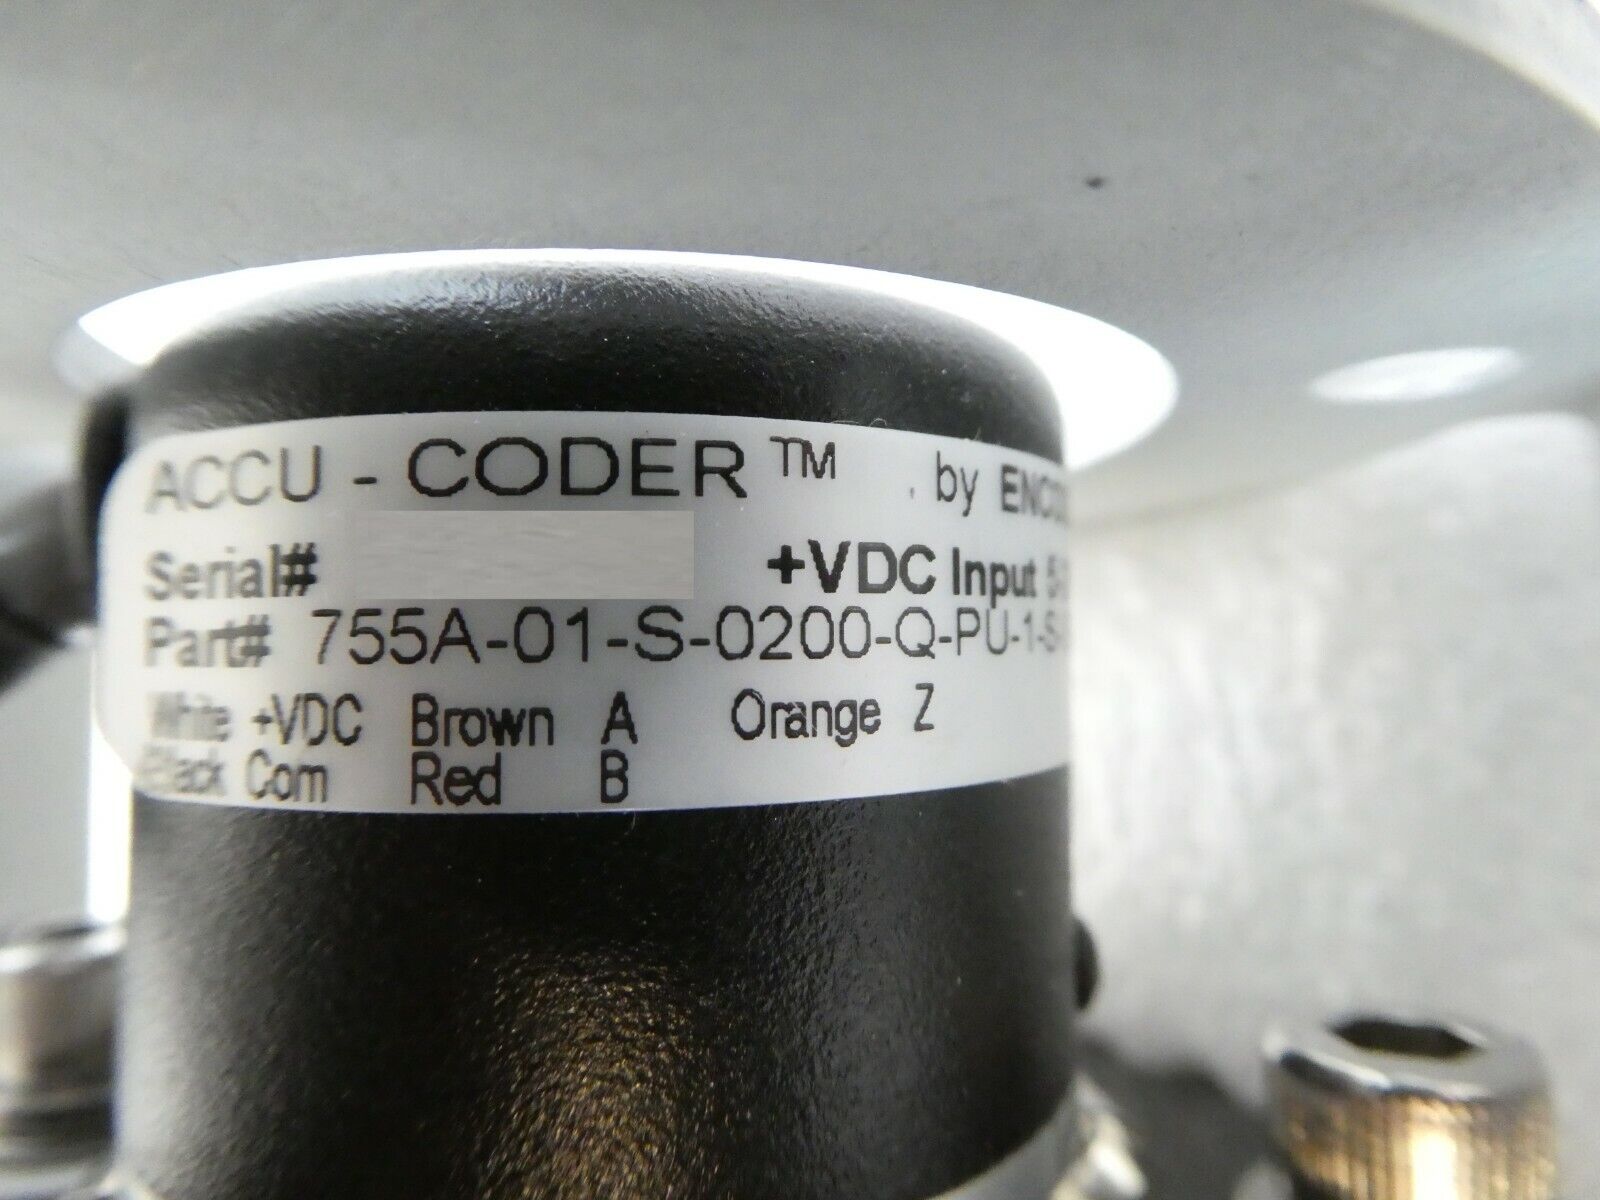 ACCU - CODER ™ by
Serial# +VDC Input
Part# 755A-01-S-0200-Q-PU-1-S
White +VDC Brown A Orange Z
Black Com Red B